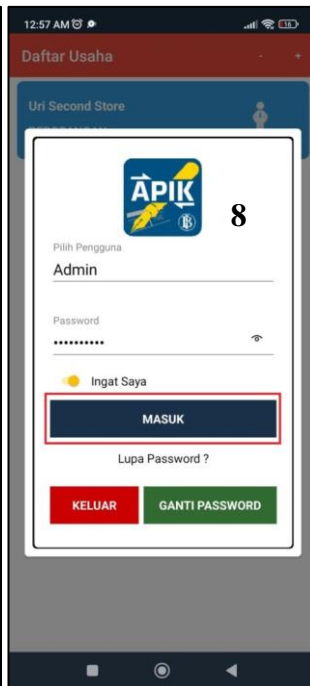 12:57 AM
16
Daftar Usaha - +
Uri Second Store
APIK
8
Pilih Pengguna
Admin
Password
••••••••••
Ingat Saya
MASUK
Lupa Password ?
KELUAR GANTI PASSWORD